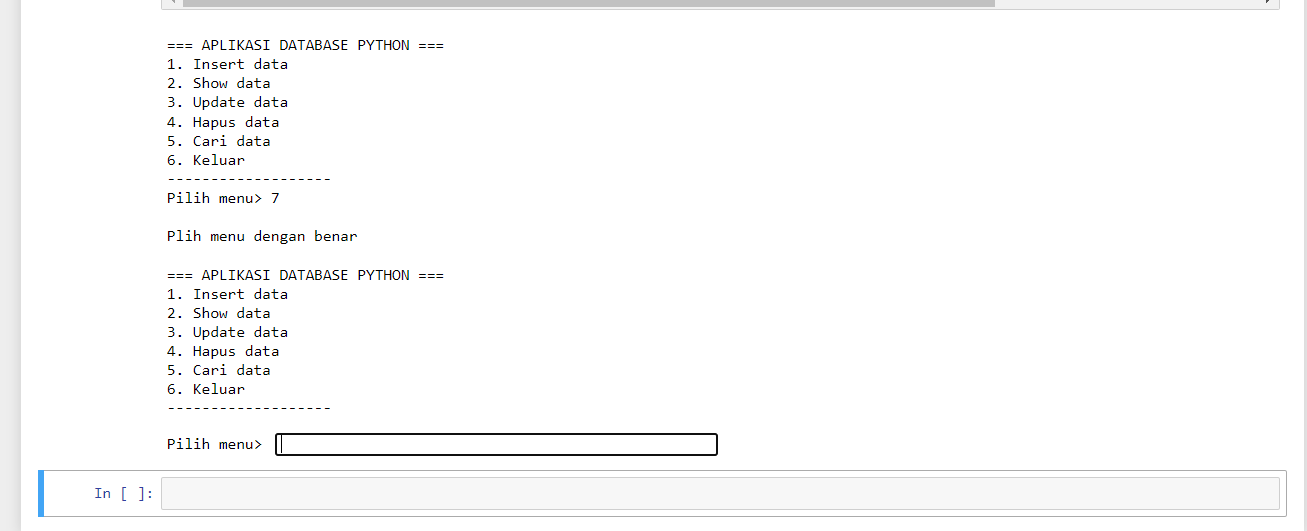 === APLIKASI DATABASE PYTHON ===
1. Insert data
2. Show data
3. Update data
4. Hapus data
5. Cari data
6. Keluar
-------------------
Pilih menu> 7
Plih menu dengan benar
=== APLIKASI DATABASE PYTHON ===
1. Insert data
2. Show data
3. Update data
4. Hapus data
5. Cari data
6. Keluar
-------------------
Pilih menu>
In [ ]: